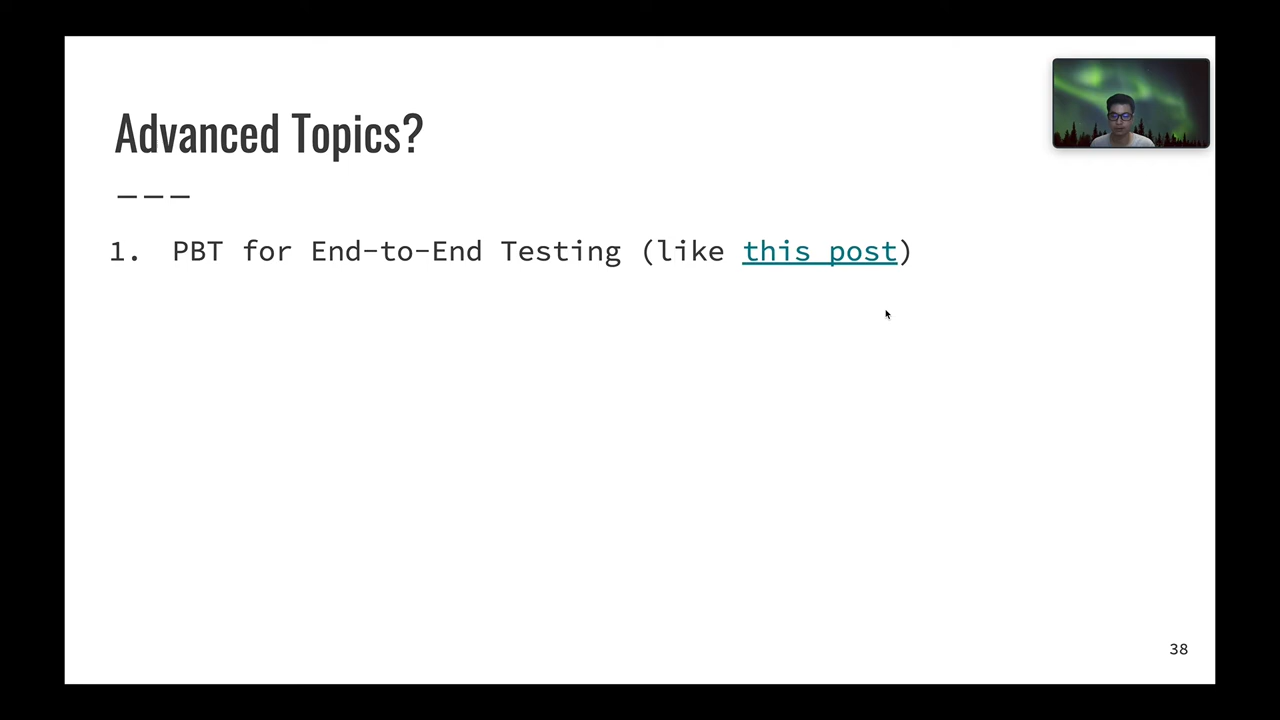 Advanced Topics?
1. PBT for End-to-End Testing (like this post)
38